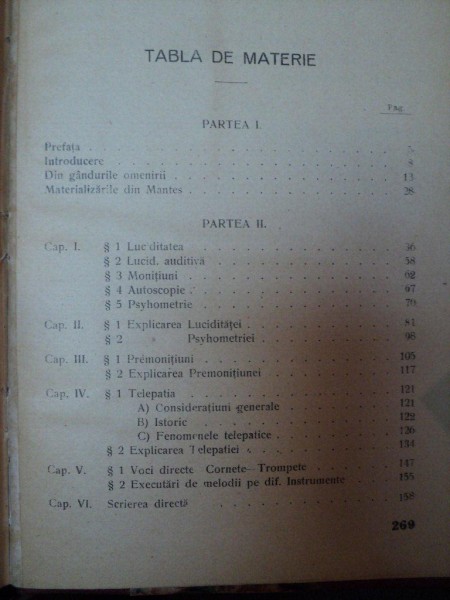 TABLA DE MATERIE
Pag.
PARTEA I.
Prefața 5
Introducere 8
Din gândurile omenirii 13
Materializările din Mantes 28
PARTEA II.
Cap. I. § 1 Luciditatea 36
§ 2 Lucid. auditivă 58
§ 3 Monițiuni 62
§ 4 Autoscopie
§ 5 Psyhometrie 70
Cap. II. § 1 Explicarea Lucidităței 81
§ 2 „ Psyhometriei 96
Cap. III. § 1 Prémonițiuni 105
§ 2 Explicarea Premonițiunei 117
Cap. IV. § 1 Telepatia 121
A) Considerațiuni generale 121
B) Istoric 122
C) Fenomenele telepatice 126
§ 2 Explicarea Telepatiei 134
Cap. V. § 1 Voci directe Cornete—Trompete 147
§ 2 Executări de melodii pe dif. Instrumente 155
Cap. VI. Scrierea directă 158
269